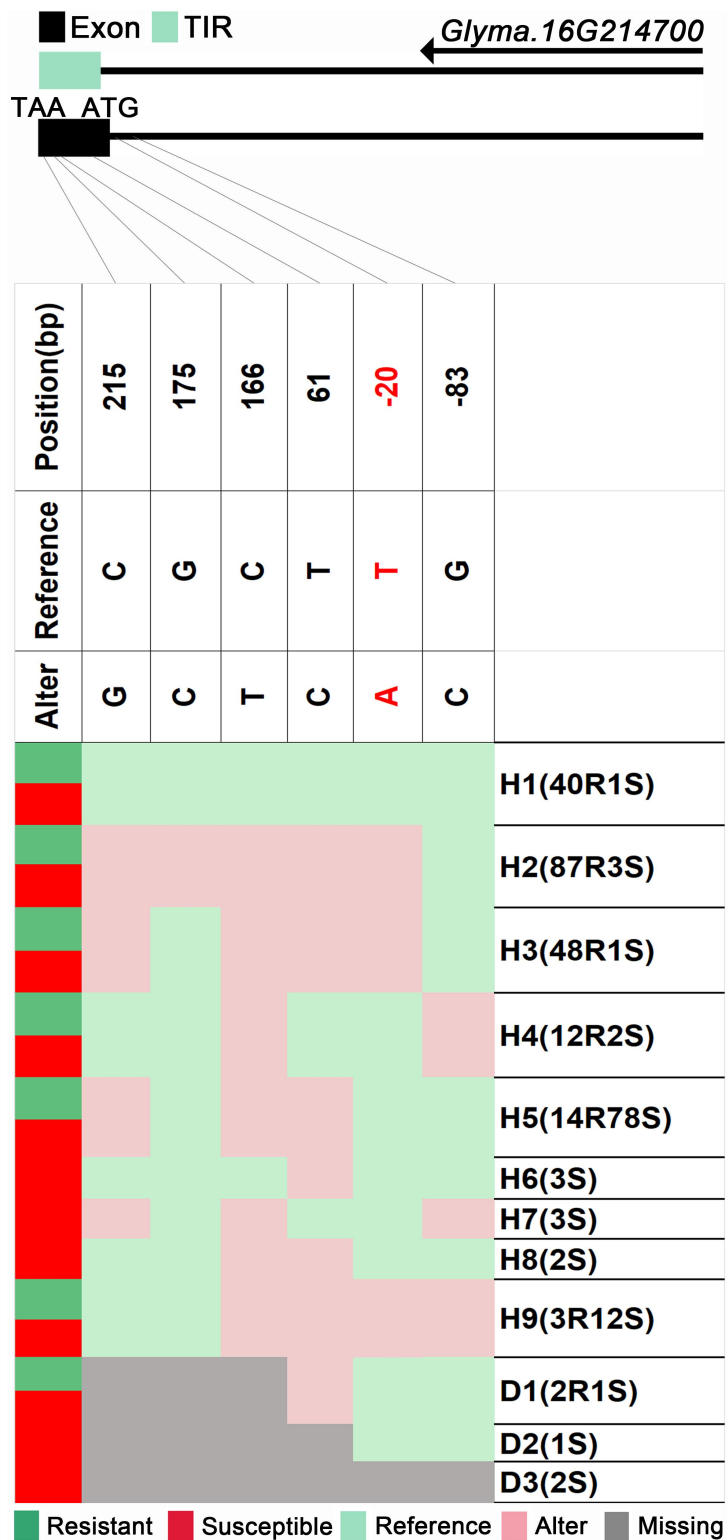 Exon TIR Glyma.16G214700
TAA ATG
Position(bp) 215 175 166 61 -20 -83
Reference C G C T T G
Alter G C T C A C
H1(40R1S)
H2(87R3S)
H3(48R1S)
H4(12R2S)
H5(14R78S)
H6(3S)
H7(3S)
H8(2S)
H9(3R12S)
D1(2R1S)
D2(1S)
D3(2S)
Resistant Susceptible Reference Alter Missing